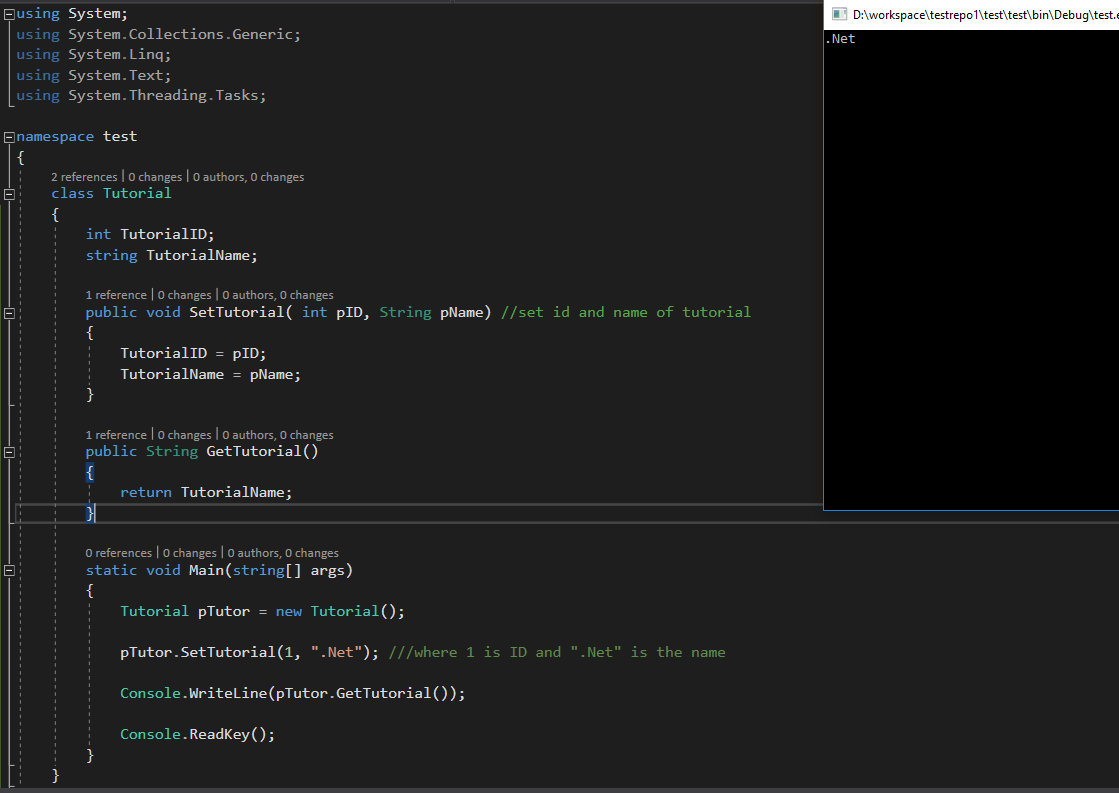 using System;
using System.Collections.Generic;
using System.Linq;
using System.Text;
using System.Threading.Tasks;
namespace test
{
2 references | 0 changes | 0 authors, 0 changes
class Tutorial
{
int TutorialID;
string TutorialName;
1 reference | 0 changes | 0 authors, 0 changes
public void SetTutorial( int pID, String pName) //set id and name of tutorial
{
TutorialID = pID;
TutorialName = pName;
}
1 reference | 0 changes | 0 authors, 0 changes
public String GetTutorial()
{
return TutorialName;
}
0 references | 0 changes | 0 authors, 0 changes
static void Main(string[] args)
{
Tutorial pTutor = new Tutorial();
pTutor.SetTutorial(1, ".Net"); ///where 1 is ID and ".Net" is the name
Console.WriteLine(pTutor.GetTutorial());
Console.ReadKey();
}
}
D:\workspace\testrepo1\test\test\bin\Debug\test.e
.Net